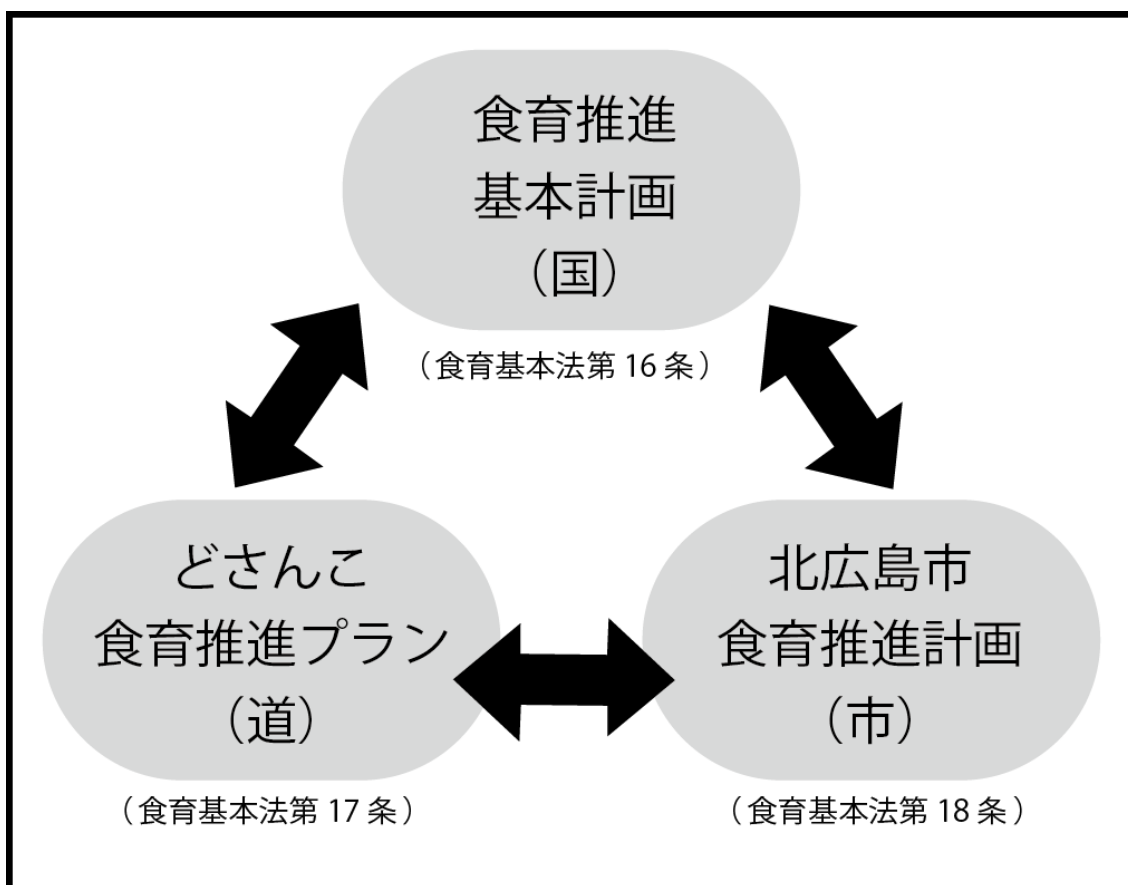 食育推進
基本計画
（国）
（食育基本法第 16 条）
どさんこ
食育推進プラン
（道）
（食育基本法第 17 条）
北広島市
食育推進計画
（市）
（食育基本法第 18 条）